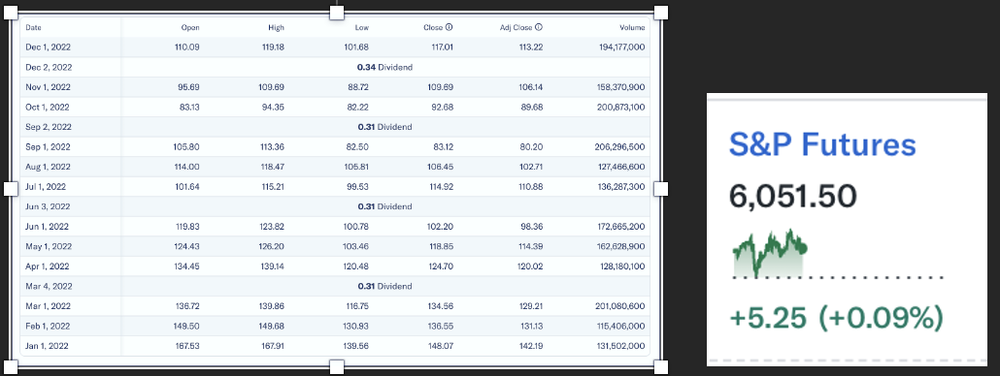 Date Open High Low Close ⓘ Adj Close ⓘ Volume
Dec 1, 2022 110.09 119.18 101.68 117.01 113.22 194,177,000
Dec 2, 2022 0.34 Dividend
Nov 1, 2022 95.69 109.69 88.72 109.69 106.14 158,370,900
Oct 1, 2022 83.13 94.35 82.22 92.68 89.68 200,873,100
Sep 2, 2022 0.31 Dividend
Sep 1, 2022 105.80 113.36 82.50 83.12 80.20 206,296,500
Aug 1, 2022 114.00 118.47 105.81 106.45 102.71 127,466,600
Jul 1, 2022 101.64 115.21 99.53 114.92 110.88 136,287,300
Jun 3, 2022 0.31 Dividend
Jun 1, 2022 119.83 123.82 100.78 102.20 98.36 172,665,200
May 1, 2022 124.43 126.20 103.46 118.85 114.39 162,628,900
Apr 1, 2022 134.45 139.14 120.48 124.70 120.02 128,180,100
Mar 4, 2022 0.31 Dividend
Mar 1, 2022 136.72 139.86 116.75 134.56 129.21 201,080,600
Feb 1, 2022 149.50 149.68 130.93 136.55 131.13 115,406,000
Jan 1, 2022 167.53 167.91 139.56 148.07 142.19 131,502,000
S&P Futures
6,051.50
+5.25 (+0.09%)